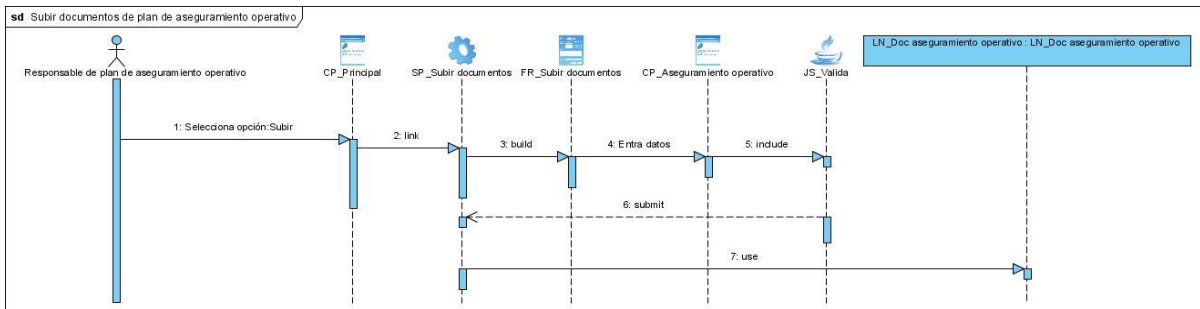 sd Subir documentos de plan de aseguramiento operativo
LN_Doc aseguramiento operativo : LN_Doc aseguramiento operativo
Responsable de plan de aseguramiento operativo
CP_Principal
SP_Subir documentos
FR_Subir documentos
CP_Aseguramiento operativo
JS_Valida
1: Selecciona opción:Subir
2: link
3: build
4: Entra datos
5: include
6: submit
7: use